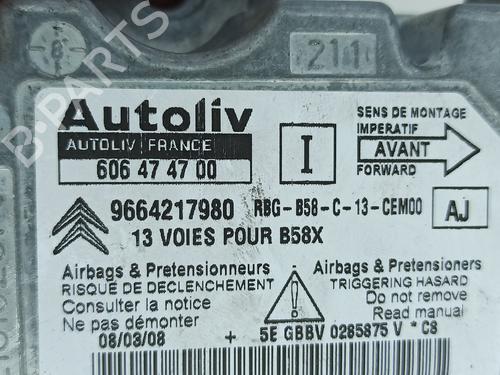 B-PARTS
211
Autoliv
AUTOLIV FRANCE
606 47 47 00
I
SENS DE MONTAGE
IMPERATIF
AVANT
FORWARD
9664217980 RBG-B58-C-13-CEM00 AJ
13 VOIES POUR B58X
Airbags & Pretensionneurs
RISQUE DE DECLENCHEMENT
Consulter la notice
Ne pas démonter
08/03/08
Airbags & Pretensioners
TRIGGERING HASARD
Do not remove
Read manual
+ 5E GBBV 0285875 V * C8